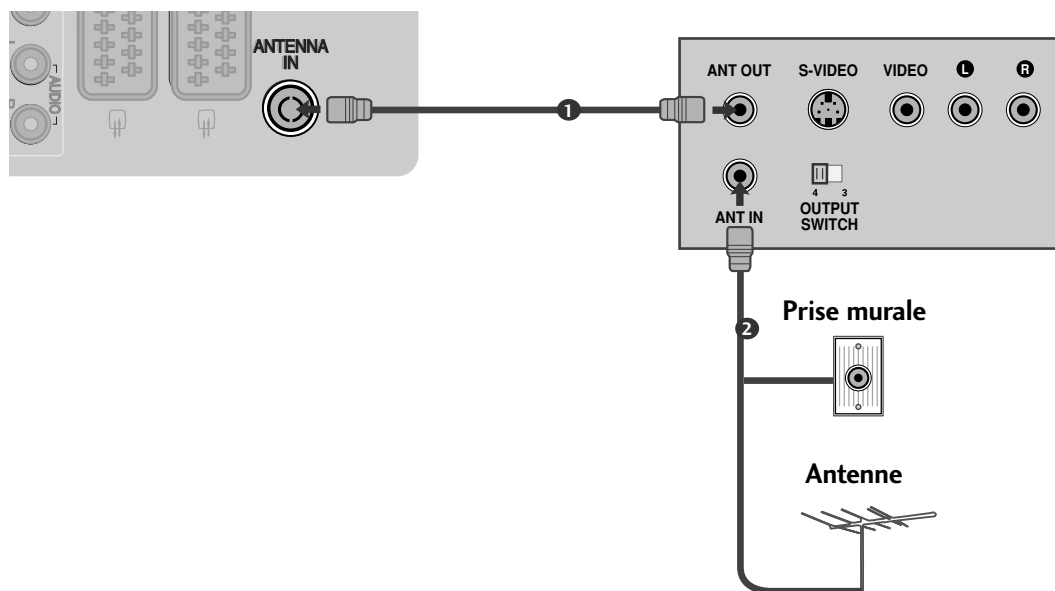 AUDIO
ANTENNA
IN
1
ANT OUT
S-VIDEO
VIDEO
L
R
ANT IN
4 3
OUTPUT
SWITCH
2
Prise murale
Antenne